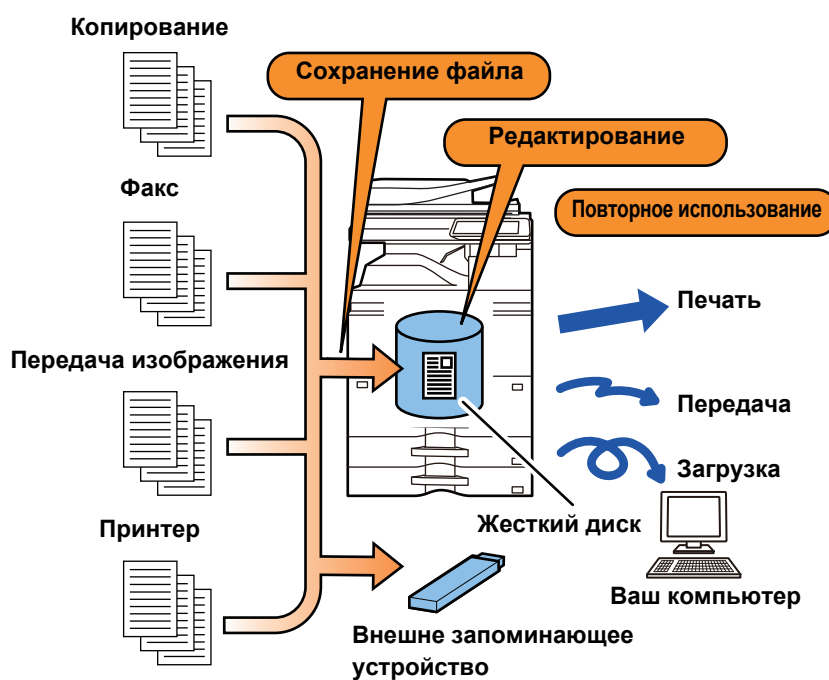 Копирование
Сохранение файла
Редактирование
Факс
Повторное использование
Печать
Передача изображения
Передача
Загрузка
Принтер
Жесткий диск
Ваш компьютер
Внешне запоминающее
устройство